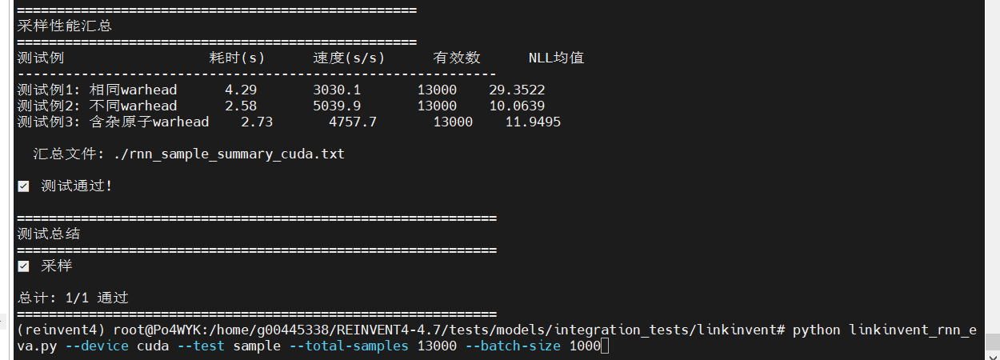 ==================================================
采样性能汇总
==================================================
测试例                  耗时(s)      速度(s/s)      有效数      NLL均值
------------------------------------------------------------
测试例1: 相同warhead      4.29       3030.1       13000    29.3522
测试例2: 不同warhead      2.58       5039.9       13000    10.0639
测试例3: 含杂原子warhead    2.73       4757.7       13000    11.9495
汇总文件: ./rnn_sample_summary_cuda.txt
✓ 测试通过!
============================================================
测试总结
============================================================
✓ 采样
总计: 1/1 通过
============================================================
(reinvent4) root@Po4WYK:/home/g00445338/REINVENT4-4.7/tests/models/integration_tests/linkinvent# python linkinvent_rnn_e
va.py --device cuda --test sample --total-samples 13000 --batch-size 1000